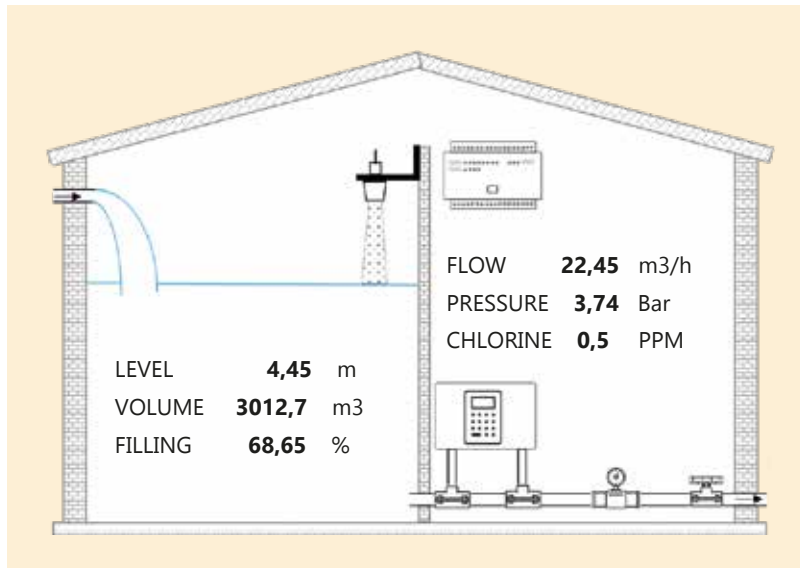 FLOW 22,45 m3/h
PRESSURE 3,74 Bar
CHLORINE 0,5 PPM
LEVEL 4,45 m
VOLUME 3012,7 m3
FILLING 68,65 %